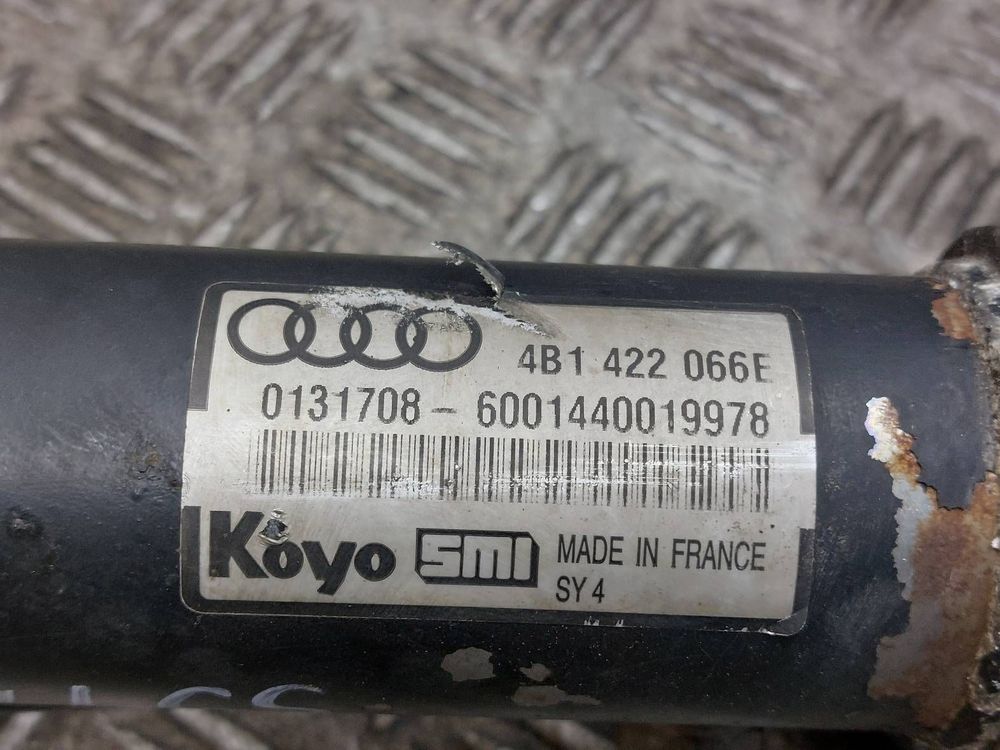 4B1 422 066E
0131708 - 6001440019978
Koyo SMI MADE IN FRANCE
SY 4